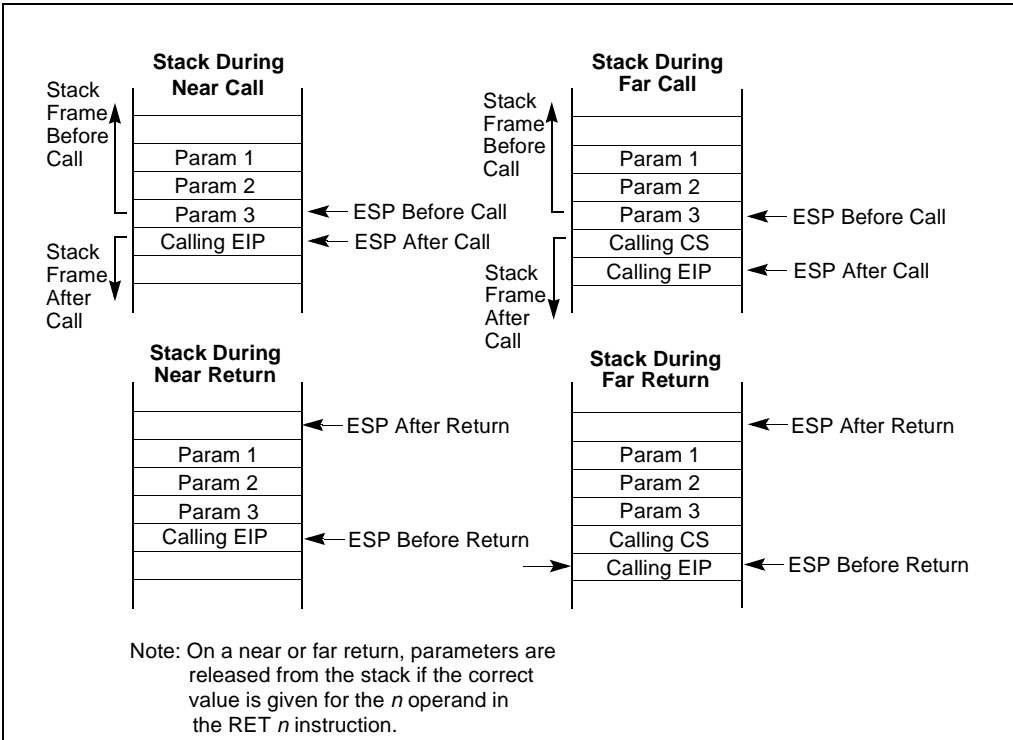 Stack During
Near Call
Stack
Frame
Before
Call
Param 1
Param 2
Param 3
ESP Before Call
Calling EIP
ESP After Call
Stack
Frame
After
Call
Stack During
Far Call
Stack
Frame
Before
Call
Param 1
Param 2
Param 3
ESP Before Call
Calling CS
Calling EIP
ESP After Call
Stack
Frame
After
Call
Stack During
Near Return
ESP After Return
Param 1
Param 2
Param 3
Calling EIP
ESP Before Return
Stack During
Far Return
ESP After Return
Param 1
Param 2
Param 3
Calling CS
Calling EIP
ESP Before Return
Note: On a near or far return, parameters are
released from the stack if the correct
value is given for the n operand in
the RET n instruction.